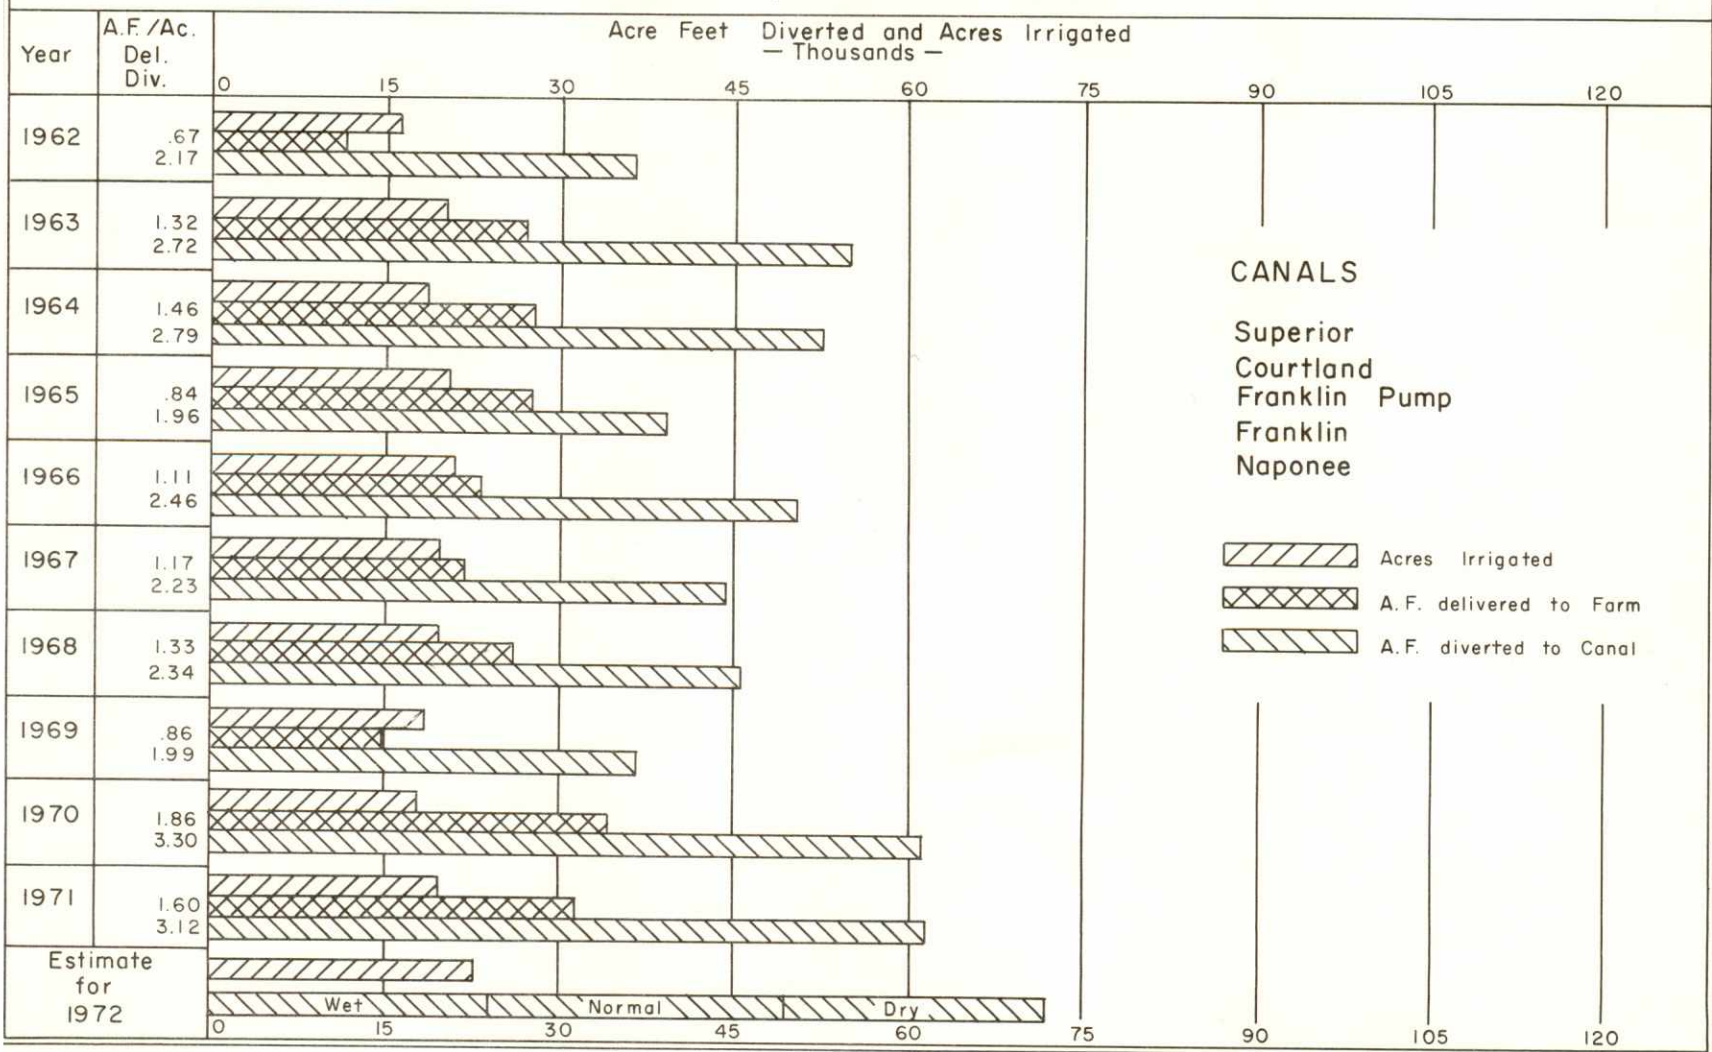 Year
A.F./Ac.
Del.
Div.
Acre Feet Diverted and Acres Irrigated
— Thousands —
0 15 30 45 60 75 90 105 120
1962
.67
2.17
1963
1.32
2.72
1964
1.46
2.79
1965
.84
1.96
1966
1.11
2.46
1967
1.17
2.23
1968
1.33
2.34
1969
.86
1.99
1970
1.86
3.30
1971
1.60
3.12
Estimate
for
1972
Wet Normal Dry
0 15 30 45 60 75 90 105 120
CANALS
Superior
Courtland
Franklin Pump
Franklin
Naponee
Acres Irrigated
A.F. delivered to Farm
A.F. diverted to Canal